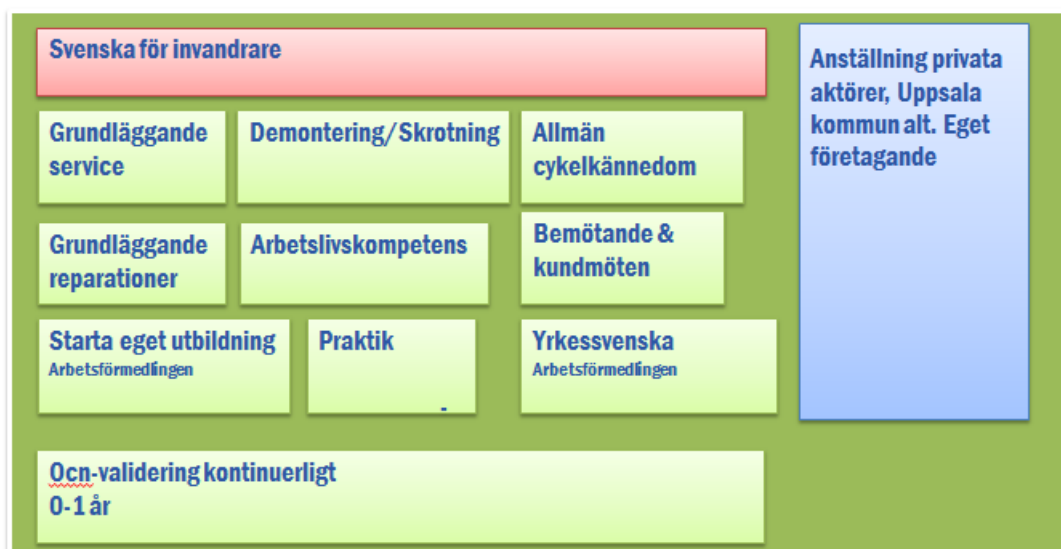 Svenska för invandrare
Grundläggande
service
Demontering/Skrotning
Allmän
cykelkännedom
Grundläggande
reparationer
Arbetslivskompetens
Bemötande &
kundmöten
Starta eget utbildning
Arbetsförmedlingen
Praktik
-
Yrkessvenska
Arbetsförmedlingen
Ocn-validering kontinuerligt
0-1 år
Anställning privata
aktörer, Uppsala
kommun alt. Eget
företagande